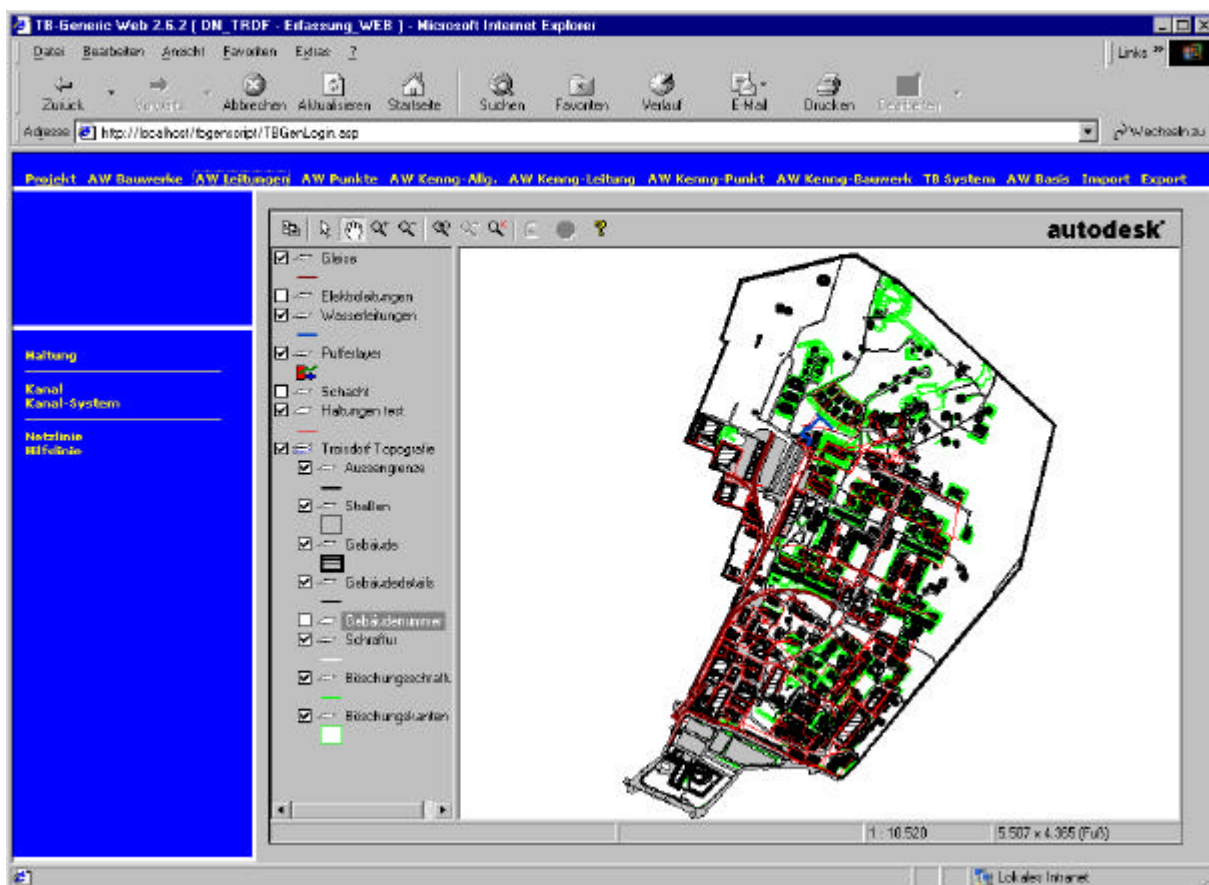 TB-Generic Web 2.6.2 ( DN_TRDF - Erfassung_WEB ) - Microsoft Internet Explorer
Datei Bearbeiten Ansicht Favoriten Extras ?
Links »
Zurück Vorwärts Abbrechen Aktualisieren Startseite Suchen Favoriten Verlauf E-Mail Drucken Bearbeiten
Adresse http://localhost/tbgenscript/TBGenLogin.asp Wechseln zu
Projekt AW Bauwerke AW Leitungen AW Punkte AW Kenng-Allg. AW Kenng-Leitung AW Kenng-Punkt AW Kenng-Bauwerk TB System AW Basis Import Export
autodesk
Haltung
Kanal
Kanal-System
Netzlinie
Hilfslinie
Gleise
Elektroleitungen
Wasserleitungen
Pufferlayer
Schacht
Haltungen test
Troisdorf Topografie
Aussengrenze
Straßen
Gebäude
Gebäudedetails
Gebäudenummer
Schraffur
Böschungsschraffu
Böschungskanten
1 : 10.520
5.507 x 4.365 (Fuß)
Lokales Intranet